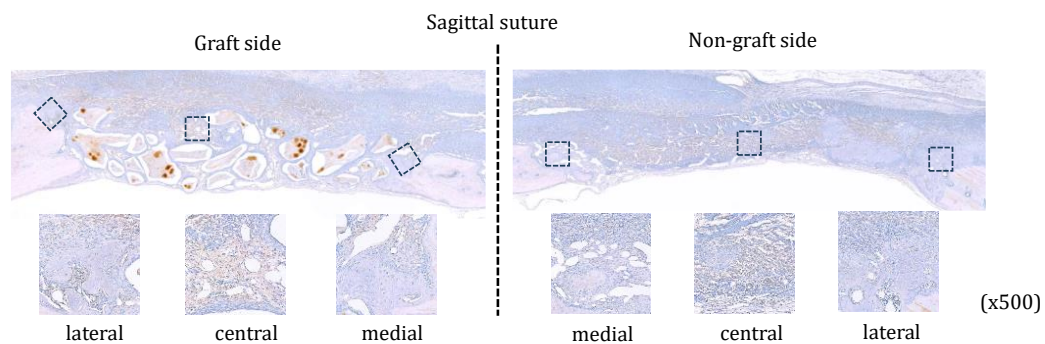 Sagittal suture
Graft side
Non-graft side
lateral
central
medial
medial
central
lateral
(x500)